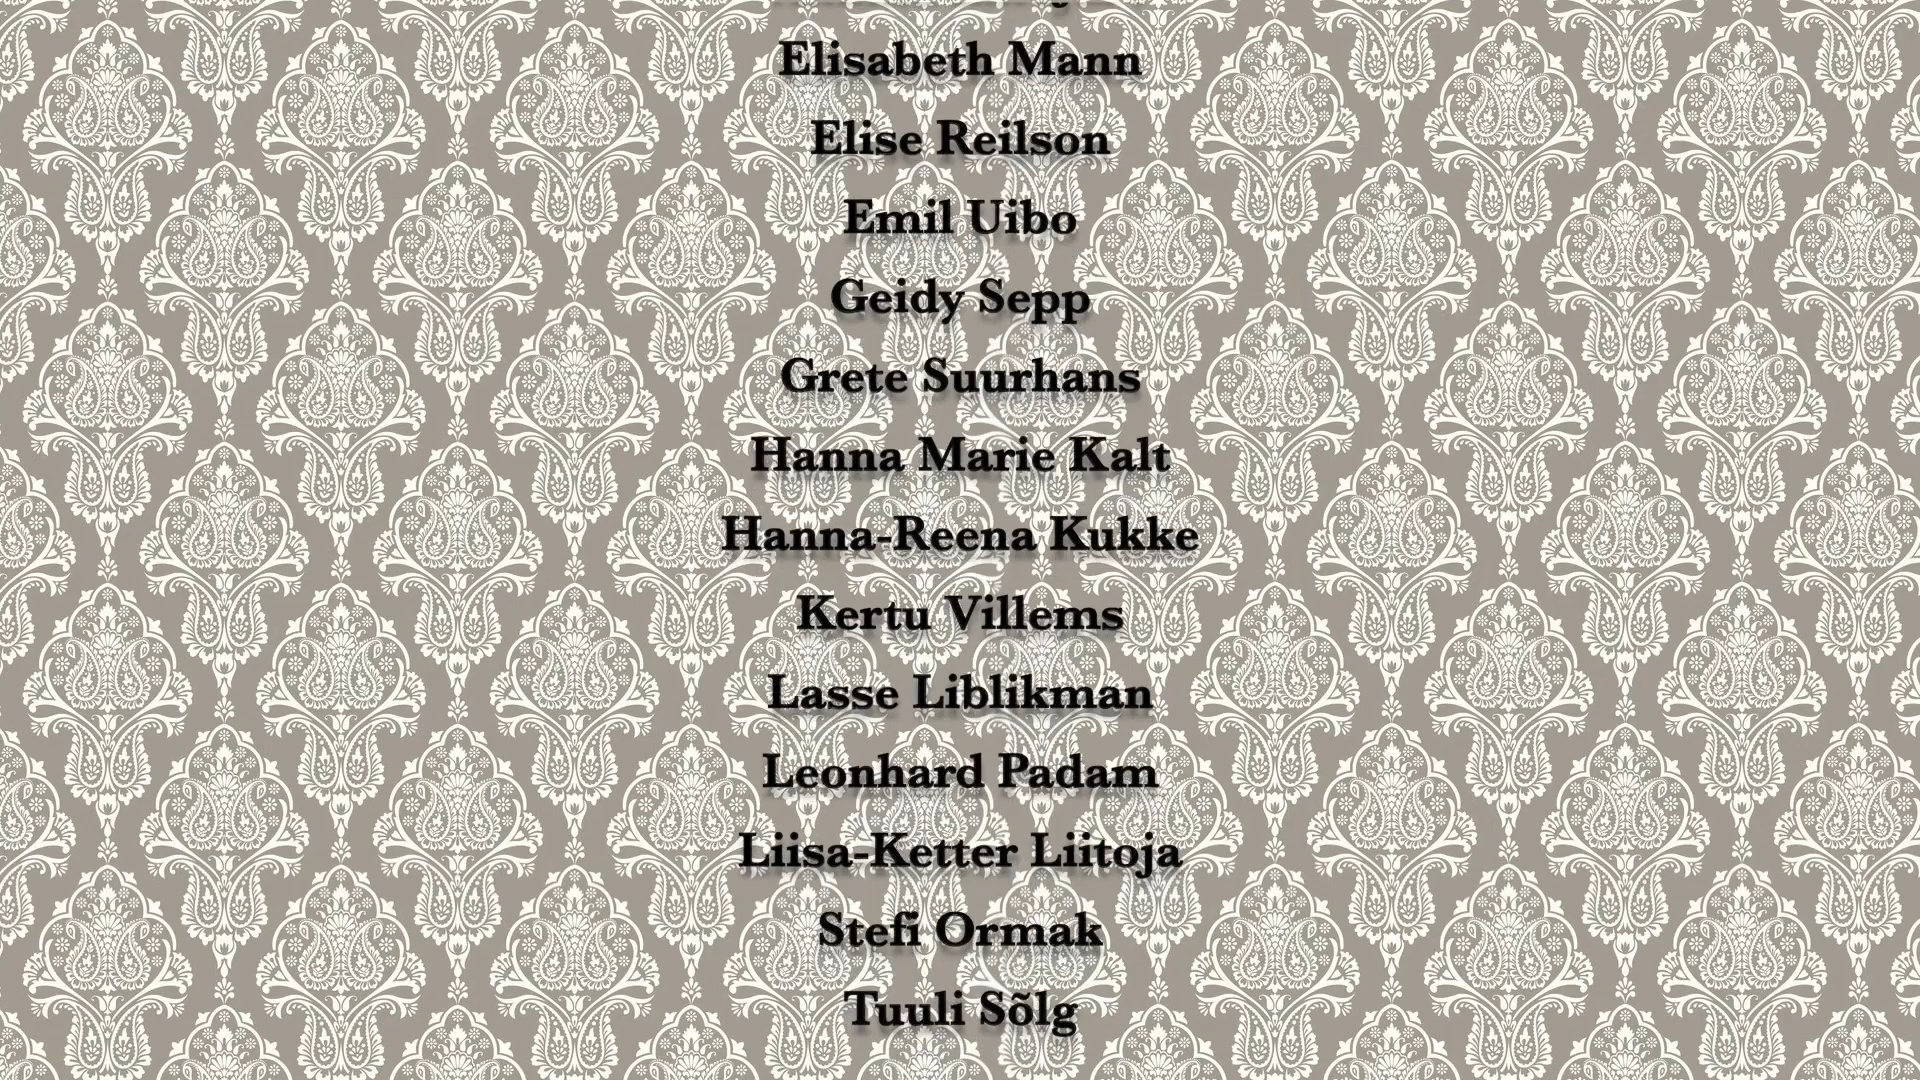 Elisabeth Mann
Elise Reilson
Emil Uibo
Geidy Sepp
Grete Suurhans
Hanna Marie Kalt
Hanna-Reena Kukke
Kertu Villems
Lasse Liblikman
Leonhard Padam
Liisa-Ketter Liitoja
Stefi Ormak
Tuuli Sõlg